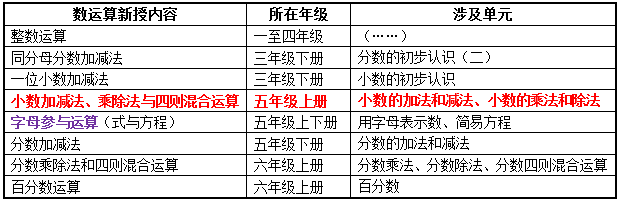 数运算新授内容 所在年级 涉及单元
整数运算 一至四年级 (……)
同分母分数加减法 三年级下册 分数的初步认识（二）
一位小数加减法 三年级下册 小数的初步认识
小数加减法、乘除法与四则混合运算 五年级上册 小数的加法和减法、小数的乘法和除法
字母参与运算（式与方程） 五年级上下册 用字母表示数、简易方程
分数加减法 五年级下册 分数的加法和减法
分数乘除法和四则混合运算 六年级上册 分数乘法、分数除法、分数四则混合运算
百分数运算 六年级上册 百分数